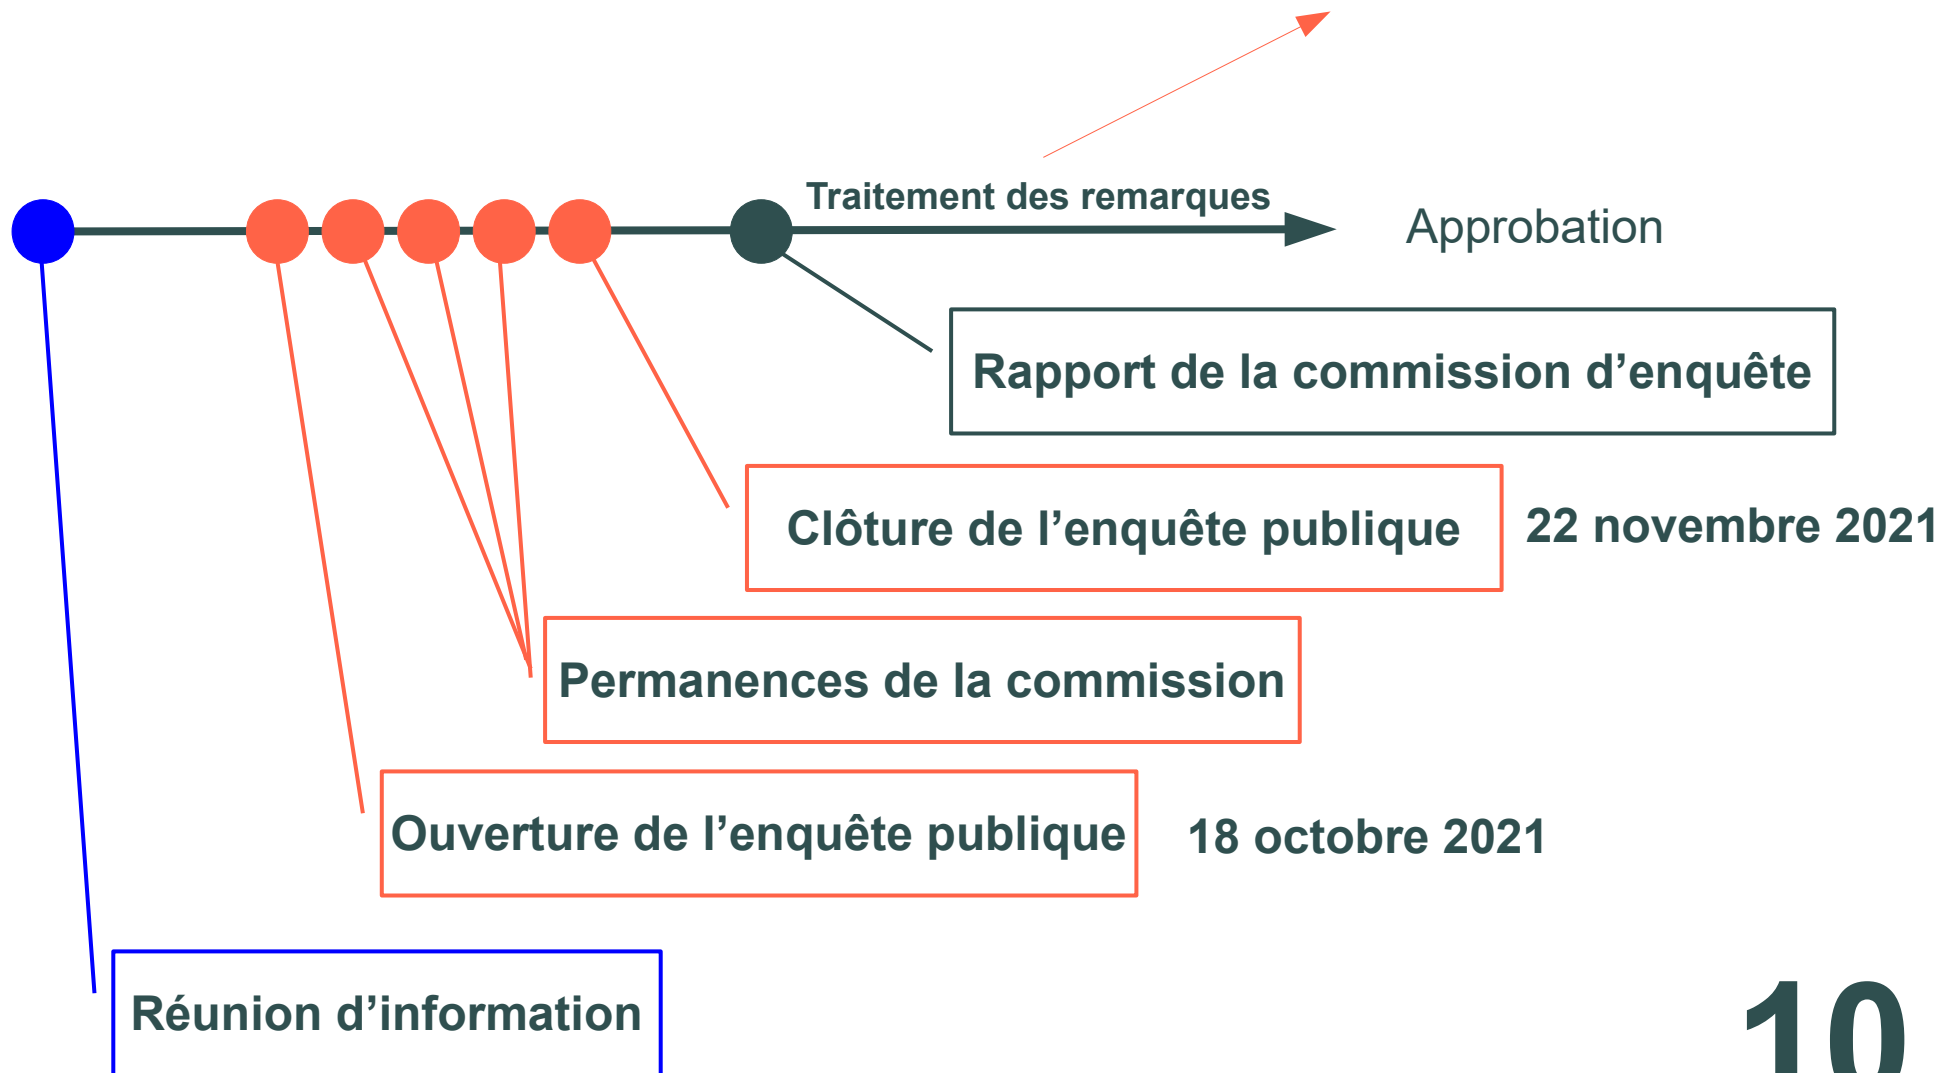 Traitement des remarques
Approbation
Rapport de la commission d’enquête
Clôture de l’enquête publique
22 novembre 2021
Permanences de la commission
Ouverture de l’enquête publique
18 octobre 2021
Réunion d’information
10